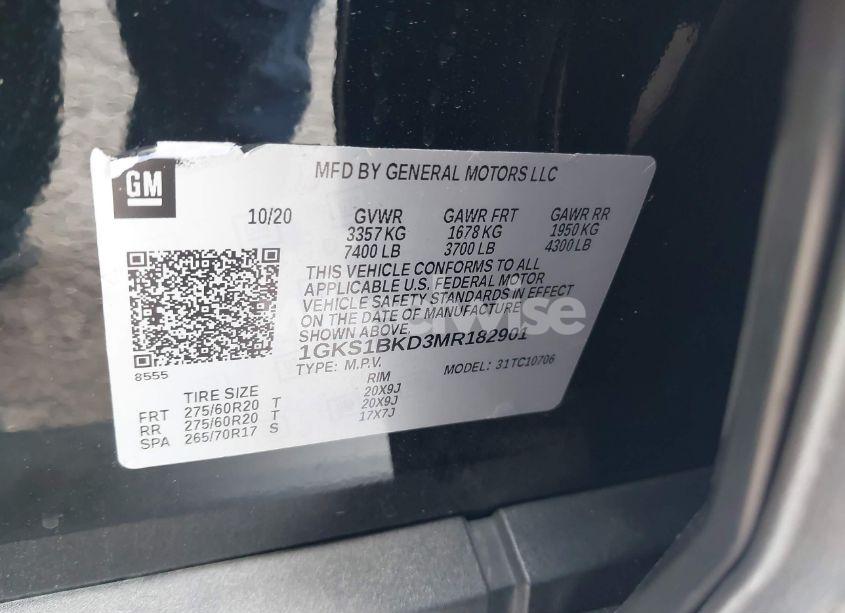 GM
MFD BY GENERAL MOTORS LLC
10/20 GVWR GAWR FRT GAWR RR
3357 KG 1678 KG 1950 KG
7400 LB 3700 LB 4300 LB
THIS VEHICLE CONFORMS TO ALL
APPLICABLE U.S. FEDERAL MOTOR
VEHICLE SAFETY STANDARDS IN EFFECT
ON THE DATE OF MANUFACTURE
SHOWN ABOVE.
1GKS1BKD3MR182901
8555
TYPE: M.P.V. MODEL: 31TC10706
TIRE SIZE RIM
FRT 275/60R20 T 20X9J
RR 275/60R20 T 20X9J
SPA 265/70R17 S 17X7J